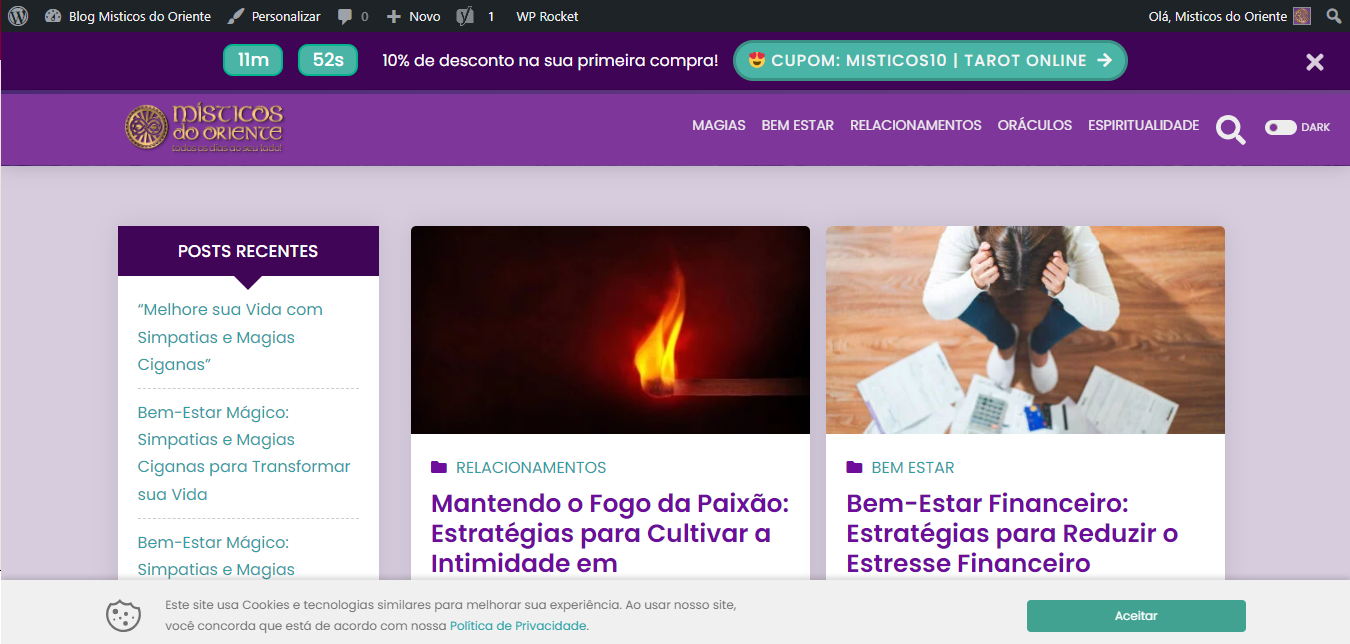 Blog Misticos do Oriente Personalizar 0 Novo 1 WP Rocket Olá, Misticos do Oriente
11m 52s 10% de desconto na sua primeira compra! CUPOM: MISTICOS10 | TAROT ONLINE →
MÍSTICOS
do ORIENTE
todos os dias ao seu lado!
MAGIAS BEM ESTAR RELACIONAMENTOS ORÁCULOS ESPIRITUALIDADE DARK
POSTS RECENTES
“Melhore sua Vida com
Simpatias e Magias
Ciganas”
Bem-Estar Mágico:
Simpatias e Magias
Ciganas para Transformar
sua Vida
Bem-Estar Mágico:
Simpatias e Magias
RELACIONAMENTOS
Mantendo o Fogo da Paixão:
Estratégias para Cultivar a
Intimidade em
BEM ESTAR
Bem-Estar Financeiro:
Estratégias para Reduzir o
Estresse Financeiro
Este site usa Cookies e tecnologias similares para melhorar sua experiência. Ao usar nosso site,
você concorda que está de acordo com nossa Política de Privacidade.
Aceitar